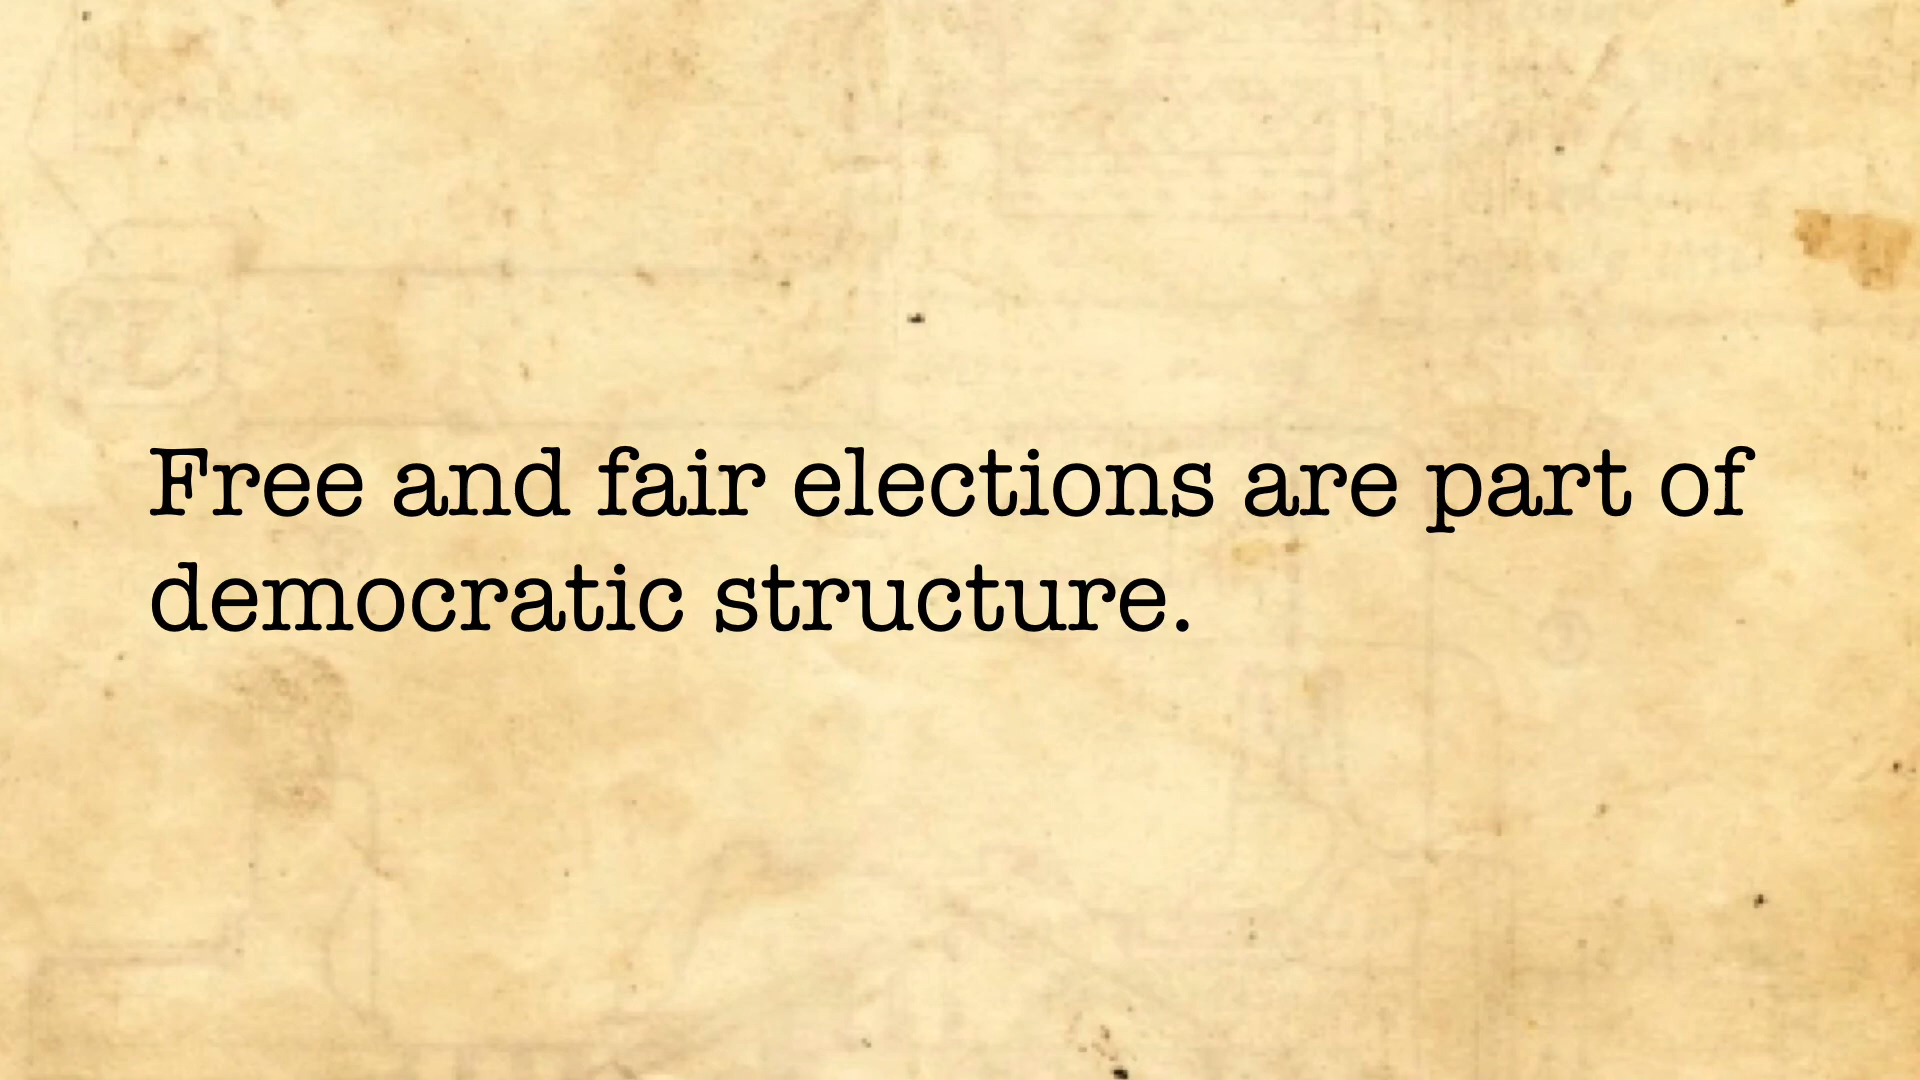 Free and fair elections are part of
democratic structure.